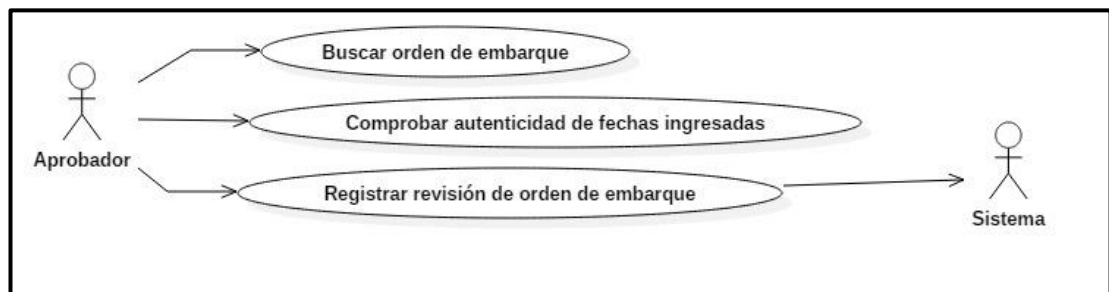 Buscar orden de embarque
Comprobar autenticidad de fechas ingresadas
Aprobador
Registrar revisión de orden de embarque
Sistema